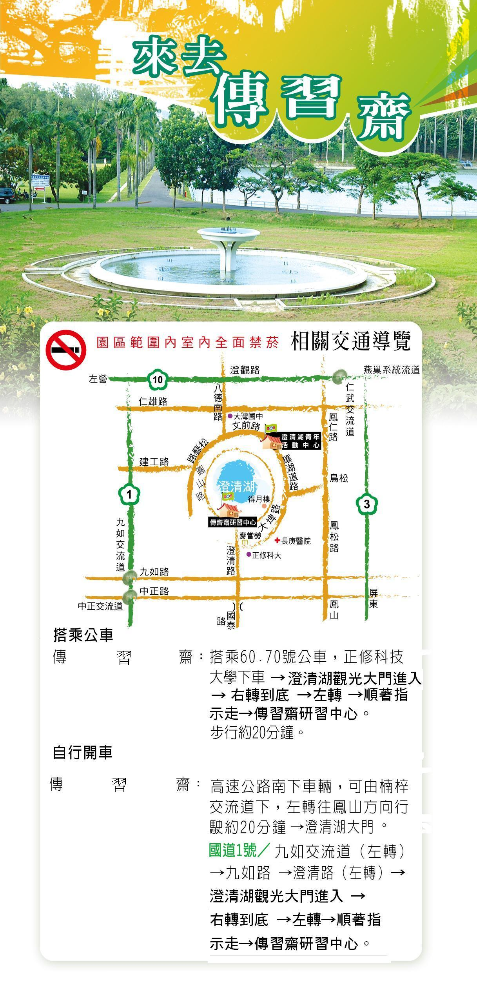 來去
傳習齋
園區範圍內室內全面禁菸
相關交通導覽
左營
10
澄觀路
燕巢系統流道
八德南路
仁武交流道
仁雄路
大灣國中
文前路
鳳仁路
澄清湖青年
活動中心
松藝路
環湖道路
建工路
圓山路
鳥松
澄清湖
1
得月樓
3
大埤路
傳齊齋研習中心
九如交流道
麥當勞
m
長庚醫院
鳳松路
澄清路
正修科大
九如路
中正路
中正交流道
屏東
鳳山
國泰路
搭乘公車
傳習齋：搭乘60.70號公車，正修科技
大學下車→澄清湖觀光大門進入
→右轉到底→左轉→順著指
示走→傳習齋研習中心。
步行約20分鐘。
自行開車
傳習齋：高速公路南下車輛，可由楠梓
交流道下，左轉往鳳山方向行
駛約20分鐘→澄清湖大門。
國道1號／九如交流道（左轉）
→九如路→澄清路（左轉）→
澄清湖觀光大門進入→
右轉到底→左轉→順著指
示走→傳習齋研習中心。